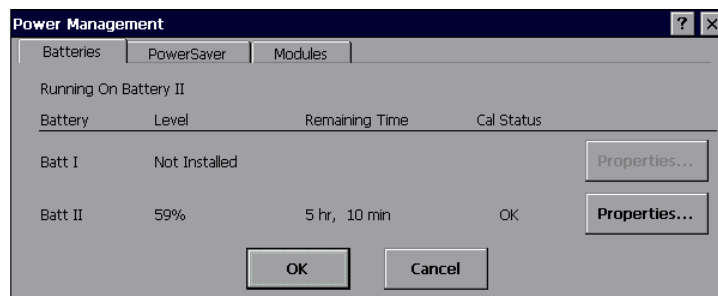 Power Management ? ×
Batteries PowerSaver Modules
Running On Battery II
Battery Level Remaining Time Cal Status
Batt I Not Installed Properties...
Batt II 59% 5 hr, 10 min OK Properties...
OK Cancel